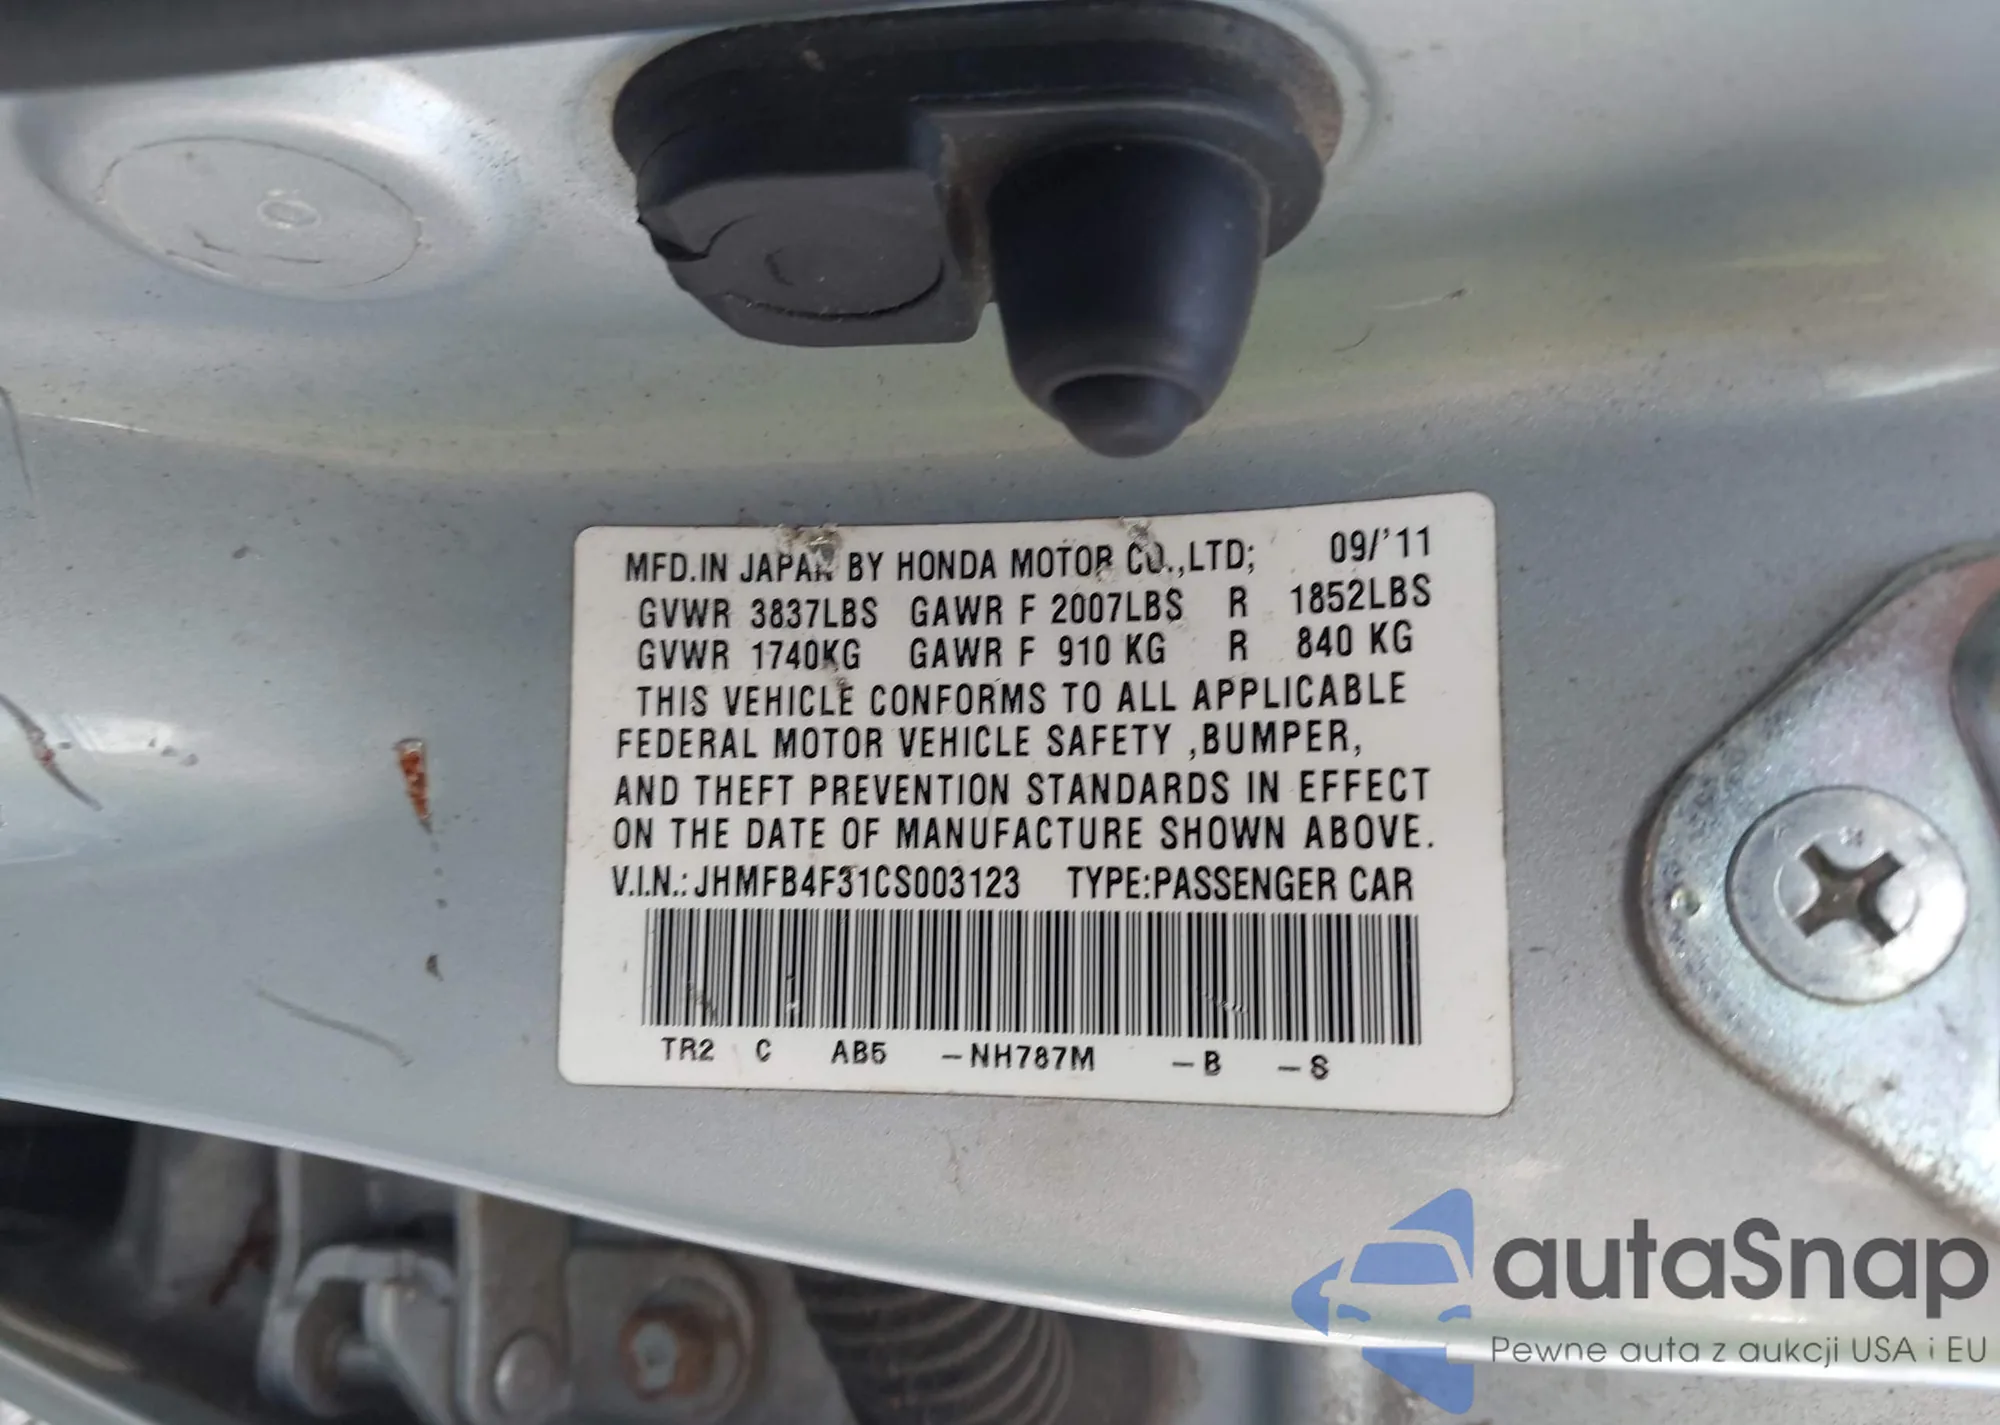 MFD.IN JAPAN BY HONDA MOTOR CO.,LTD; 09/'11
GVWR 3837LBS GAWR F 2007LBS R 1852LBS
GVWR 1740KG GAWR F 910 KG R 840 KG
THIS VEHICLE CONFORMS TO ALL APPLICABLE
FEDERAL MOTOR VEHICLE SAFETY ,BUMPER,
AND THEFT PREVENTION STANDARDS IN EFFECT
ON THE DATE OF MANUFACTURE SHOWN ABOVE.
V.I.N.: JHMFB4F31CS003123 TYPE:PASSENGER CAR
TR2 C AB5 -NH787M -B -S
autaSnap
Pewne auta z aukcji USA i EU